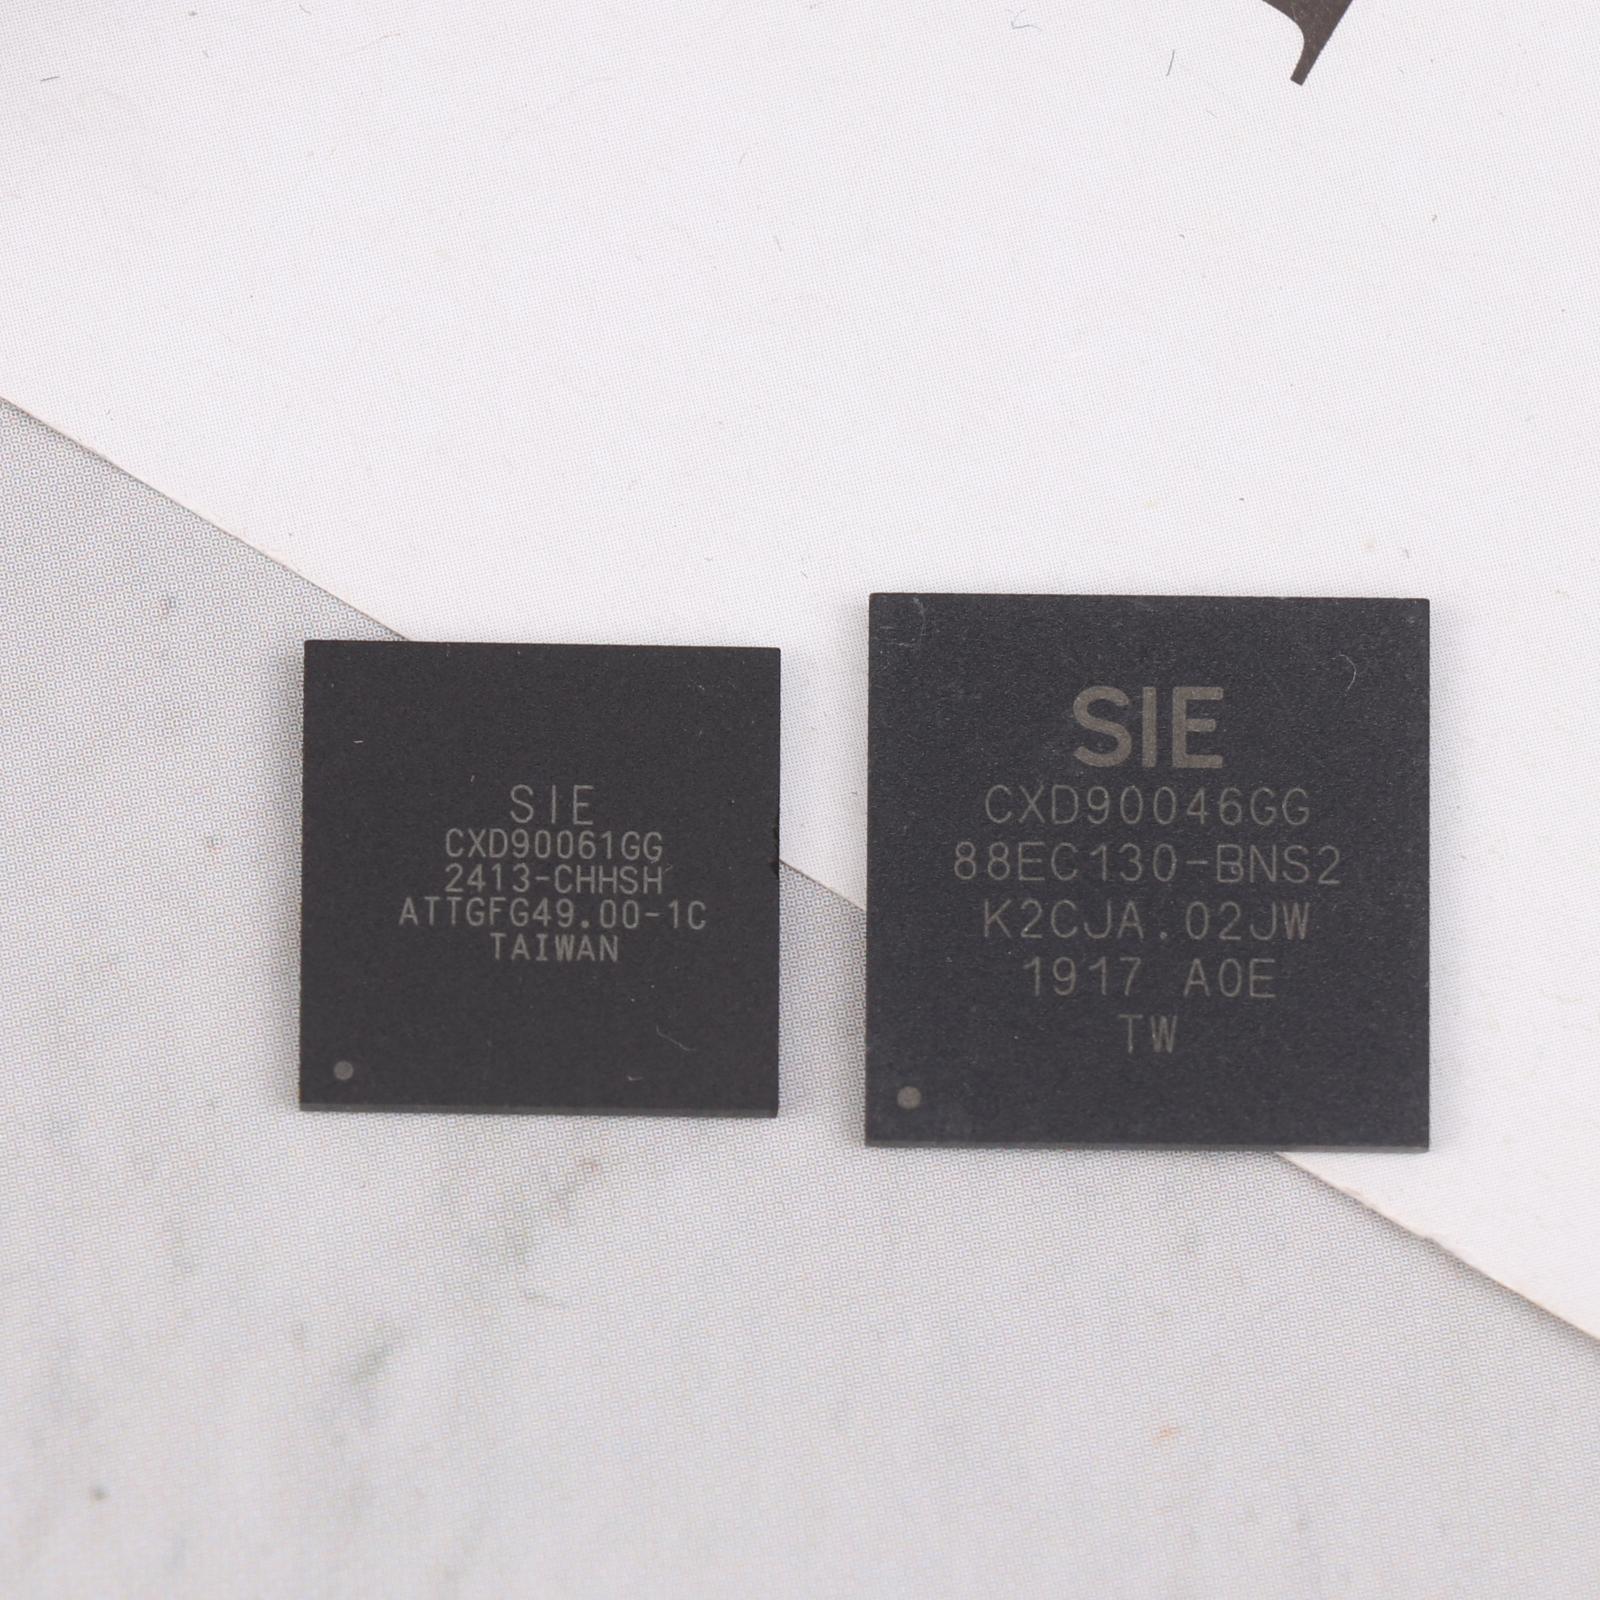 SIE
CXD90061GG
2413-CHHSH
ATTGFG49.00-1C
TAIWAN
SIE
CXD90046GG
88EC130-BNS2
K2CJA.02JW
1917 A0E
TW